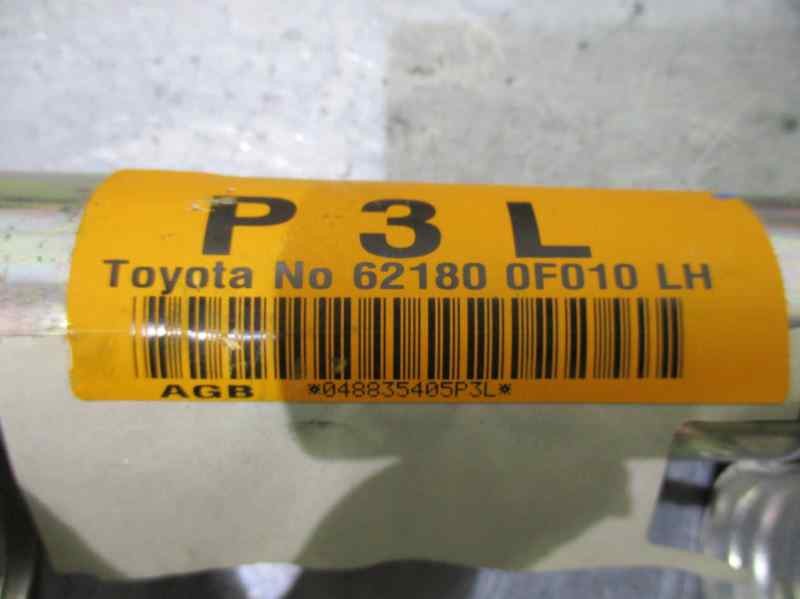 P 3 L
Toyota No 62180 0F010 LH
AGB *048835405P3L*